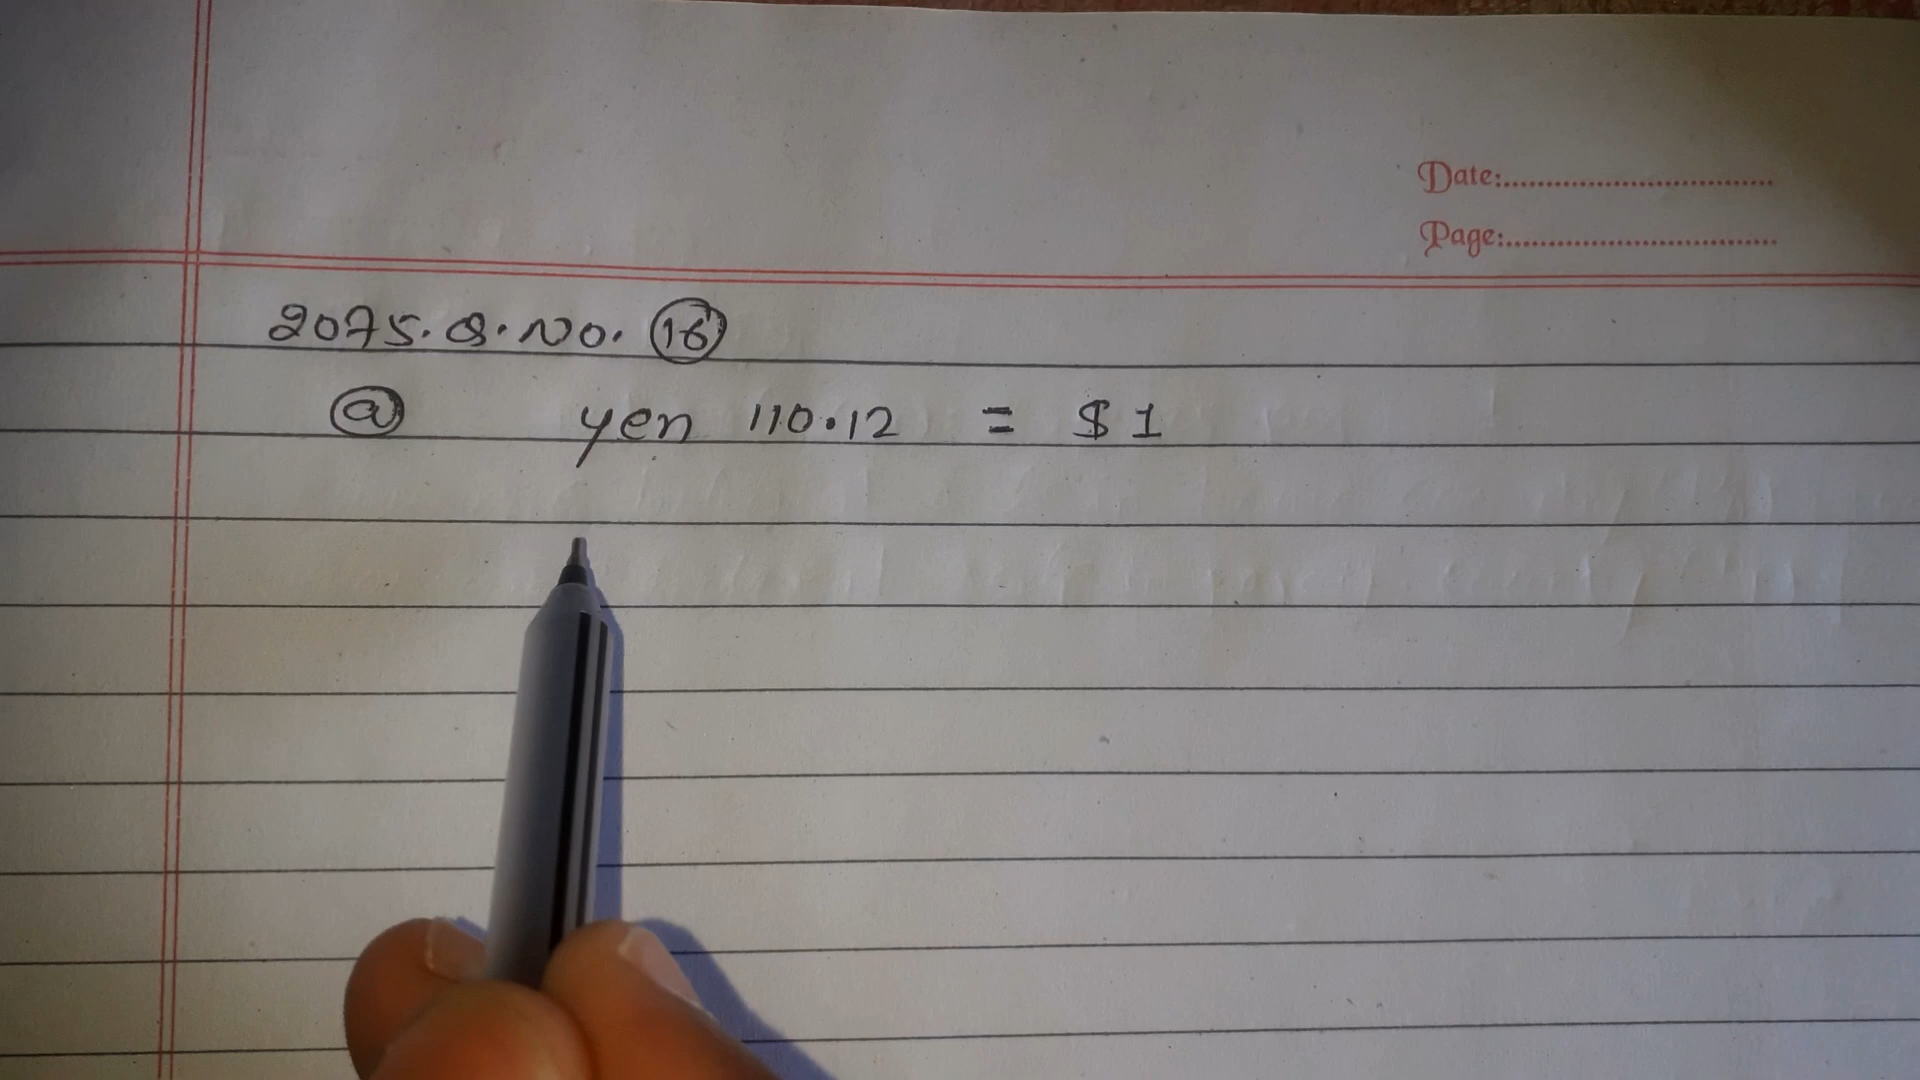 Date:
Page:
2075. Q. No. 16
a yen 110.12 = $ 1